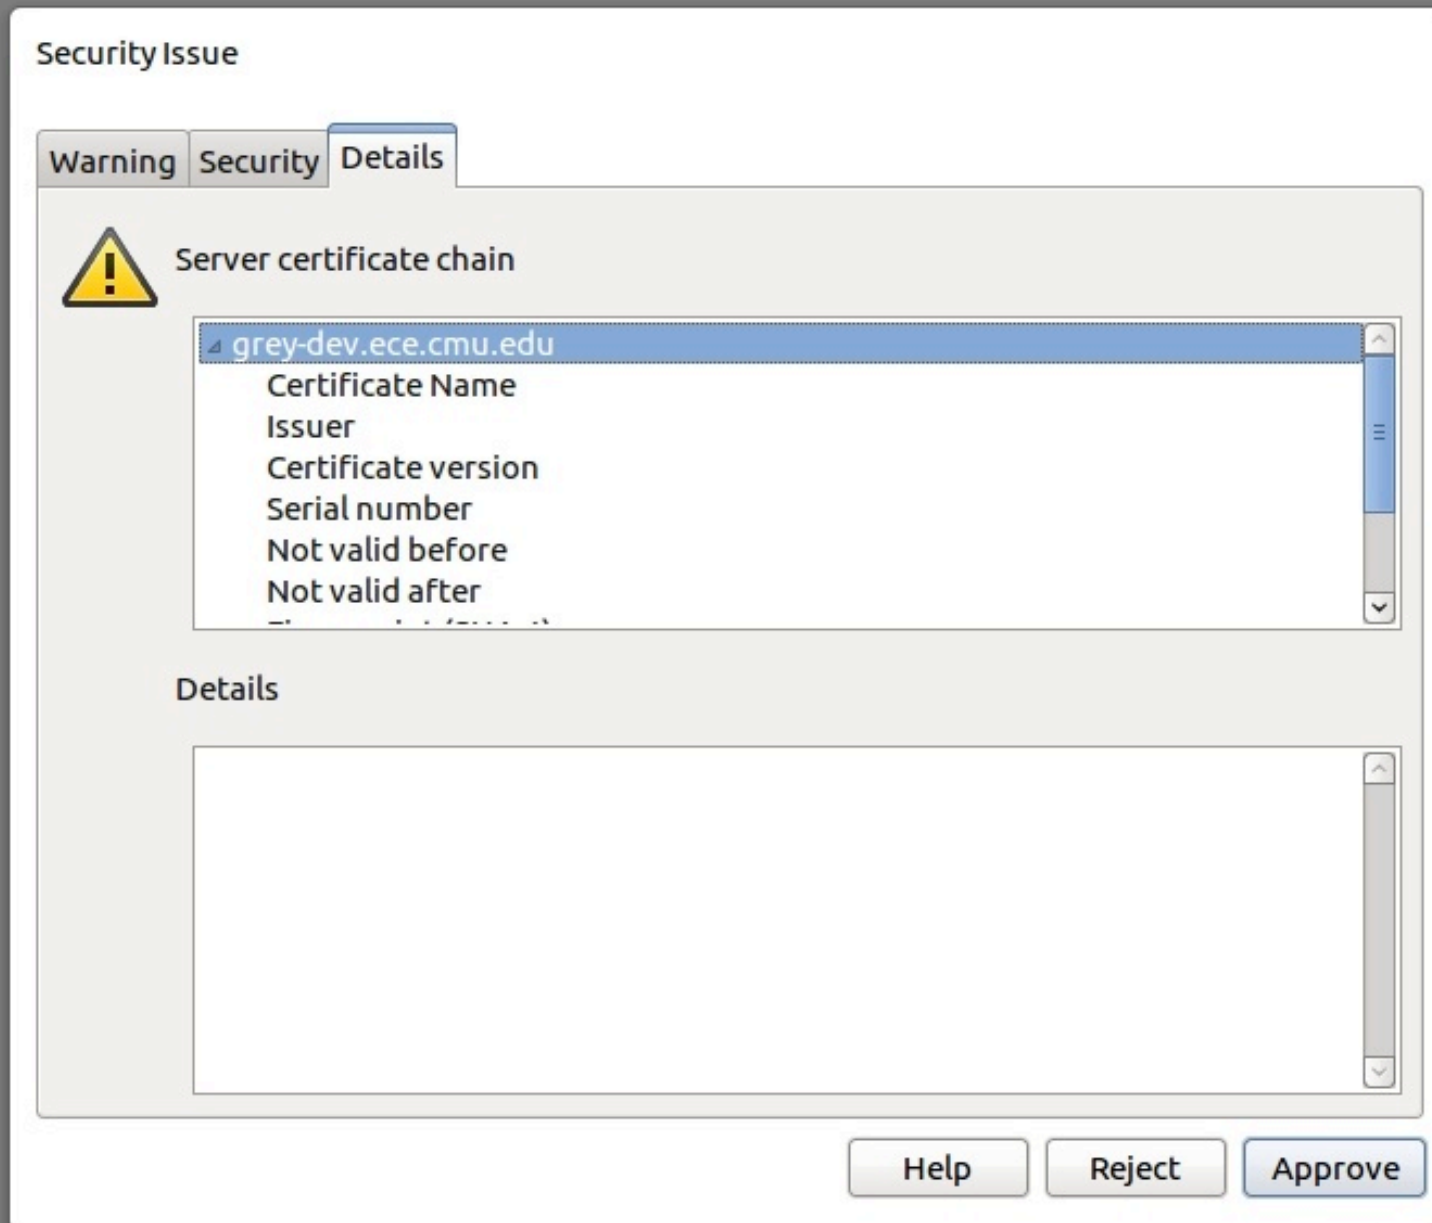 Security Issue
Warning Security Details
Server certificate chain
grey-dev.ece.cmu.edu
Certificate Name
Issuer
Certificate version
Serial number
Not valid before
Not valid after
Details
Help Reject Approve